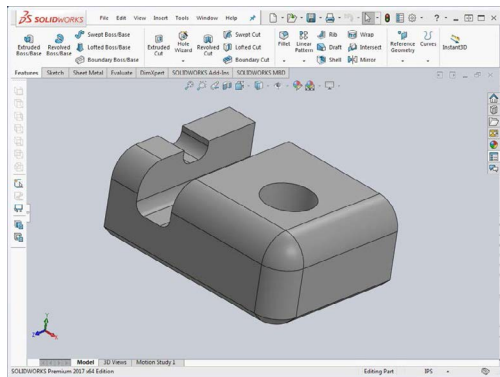 SOLIDWORKS File Edit View Insert Tools Window Help
Extruded Boss/Base
Revolved Boss/Base
Swept Boss/Base
Lofted Boss/Base
Boundary Boss/Base
Extruded Cut
Hole Wizard
Revolved Cut
Swept Cut
Lofted Cut
Boundary Cut
Fillet
Linear Pattern
Rib
Draft
Shell
Wrap
Intersect
Mirror
Reference Geometry
Curves
Instant3D
Features Sketch Sheet Metal Evaluate DimXpert SOLIDWORKS Add-Ins SOLIDWORKS MBD
Model 3D Views Motion Study 1
SOLIDWORKS Premium 2017 x64 Edition Editing Part IPS